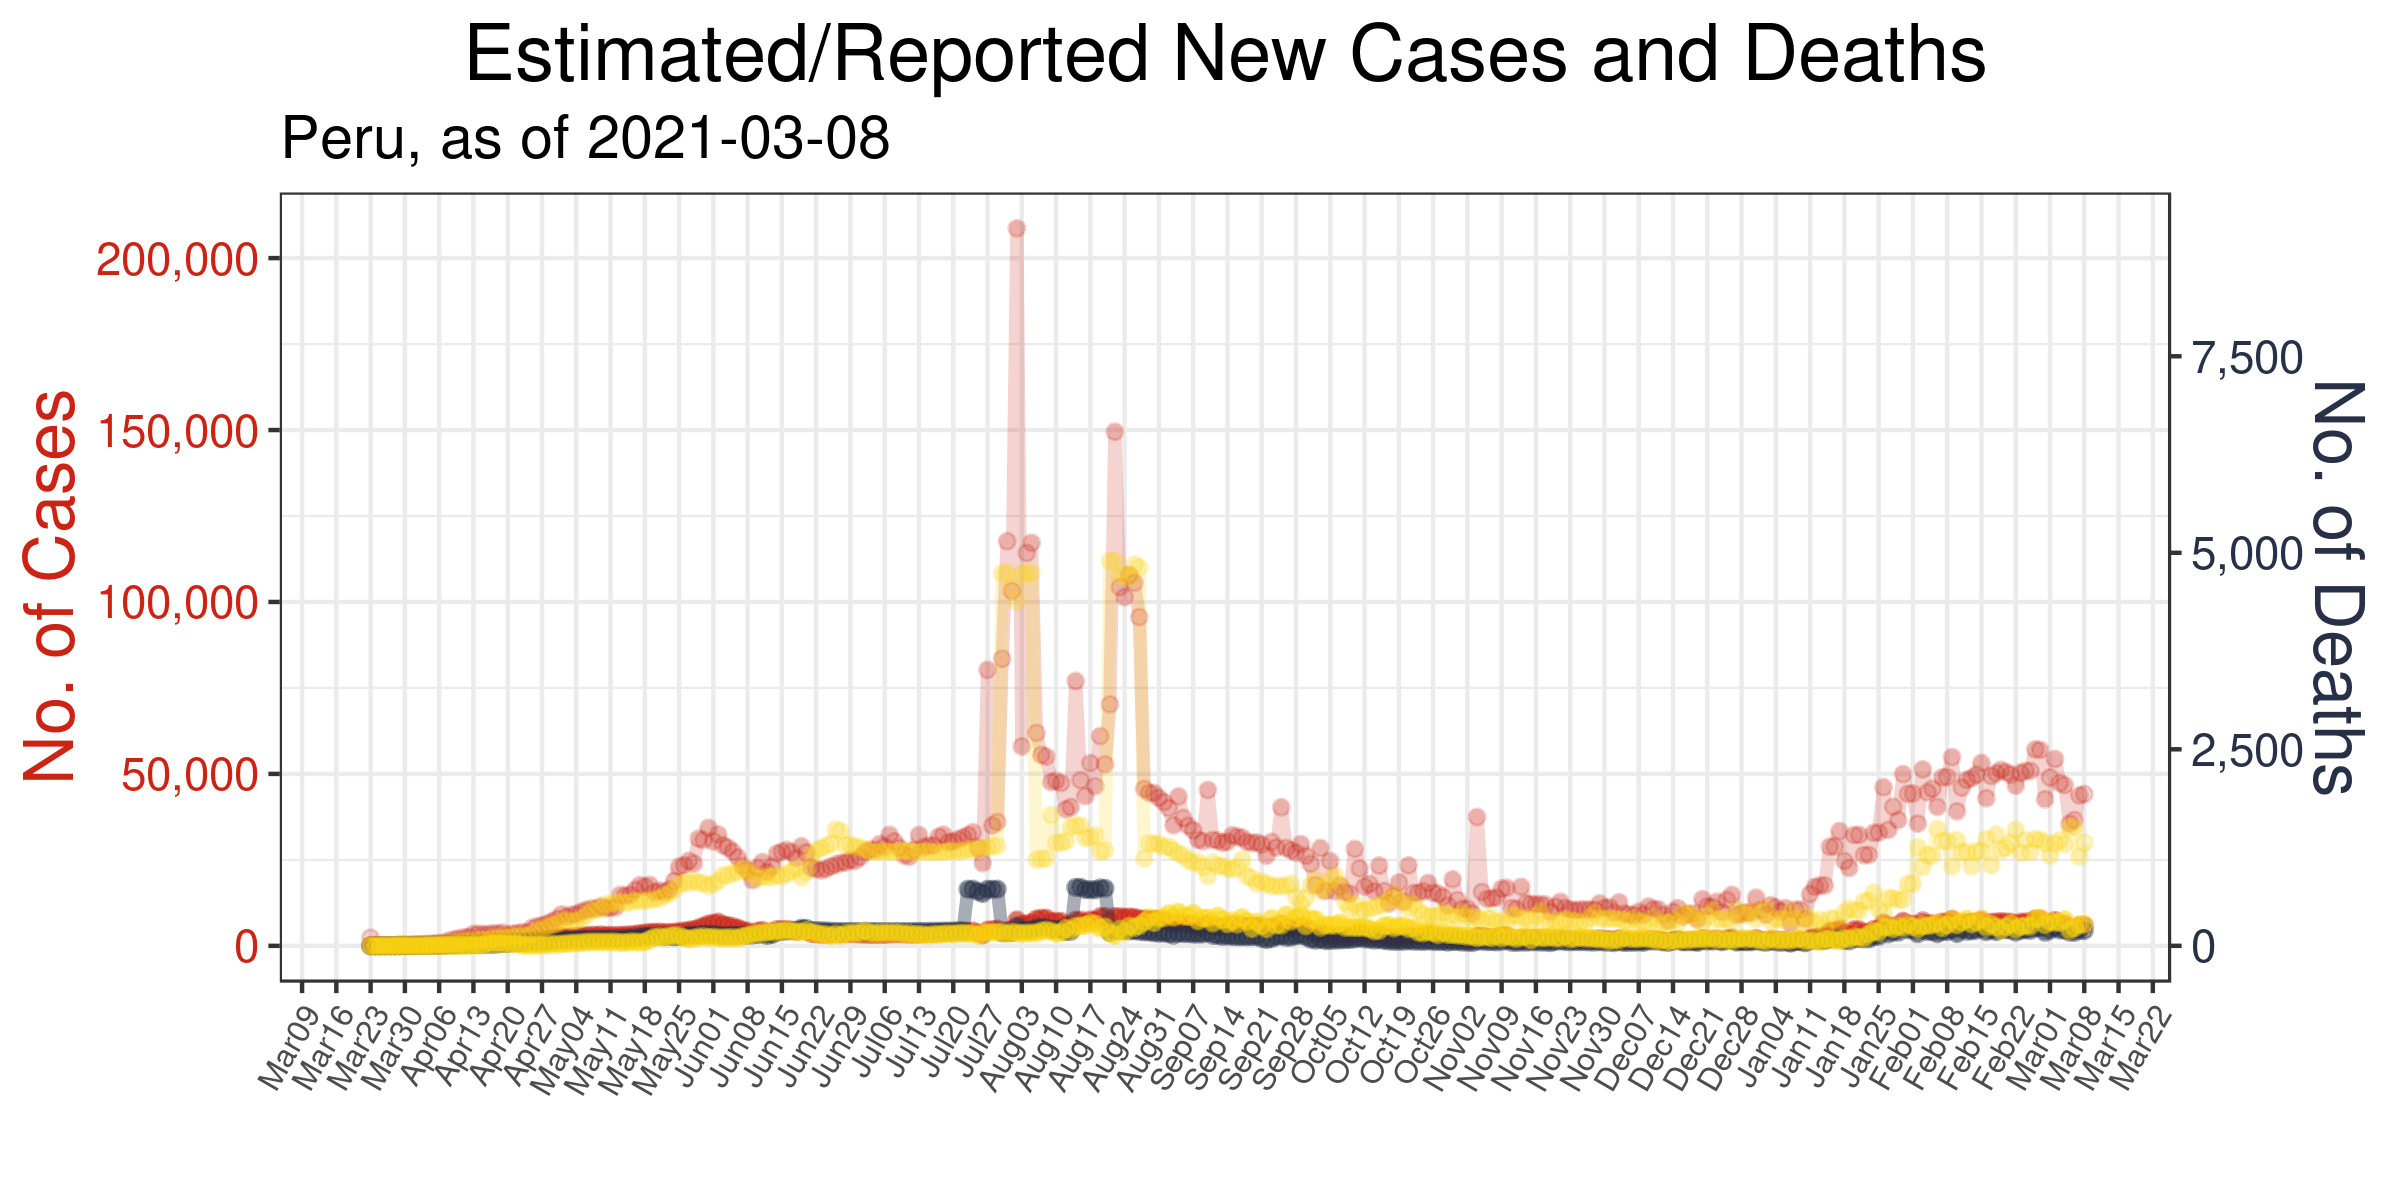 Estimated/Reported New Cases and Deaths
Peru, as of 2021-03-08
No. of Cases
200,000
150,000
100,000
50,000
0
7,500
5,000
2,500
0
No. of Deaths
Mar09
Mar16
Mar23
Mar30
Apr06
Apr13
Apr20
Apr27
May04
May11
May18
May25
Jun01
Jun08
Jun15
Jun22
Jun29
Jul06
Jul13
Jul20
Jul27
Aug03
Aug10
Aug17
Aug24
Aug31
Sep07
Sep14
Sep21
Sep28
Oct05
Oct12
Oct19
Oct26
Nov02
Nov09
Nov16
Nov23
Nov30
Dec07
Dec14
Dec21
Dec28
Jan04
Jan11
Jan18
Jan25
Feb01
Feb08
Feb15
Feb22
Mar01
Mar08
Mar15
Mar22